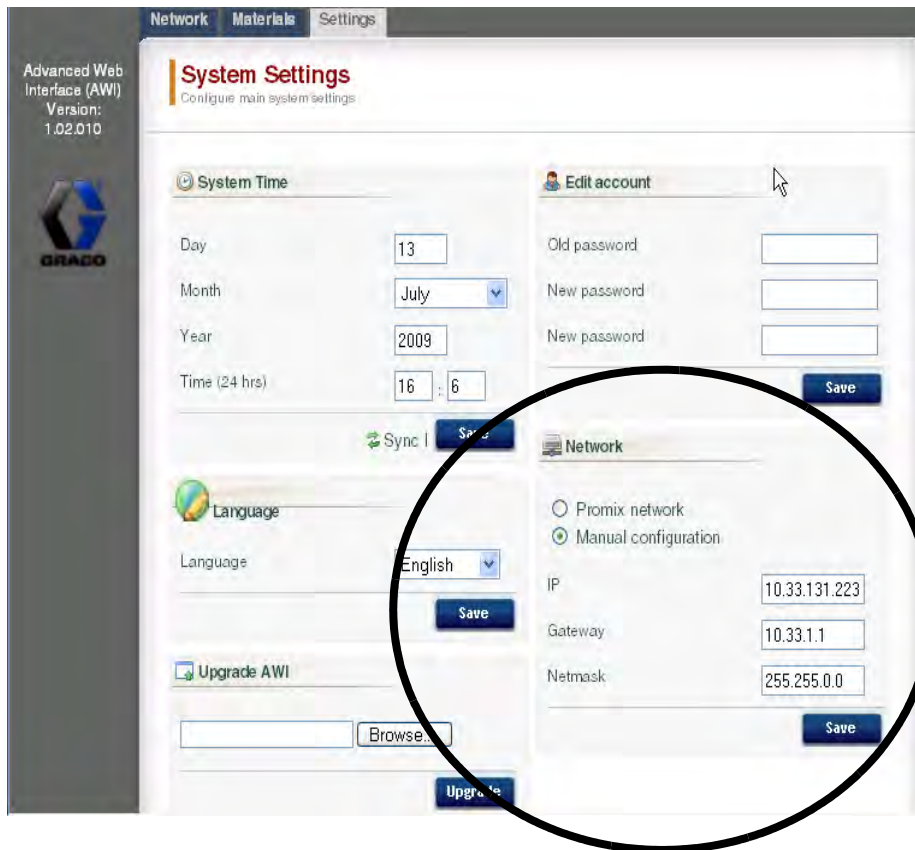 Network Materials Settings
Advanced Web
Interface (AWI)
Version:
1.02.010
GRACO
System Settings
Configure main system settings
System Time
Day 13
Month July
Year 2009
Time (24 hrs) 16 : 6
Sync | Save
Language
Language English
Save
Upgrade AWI
Browse...
Upgrade
Edit account
Old password
New password
New password
Save
Network
Promix network
Manual configuration
IP 10.33.131.223
Gateway 10.33.1.1
Netmask 255.255.0.0
Save